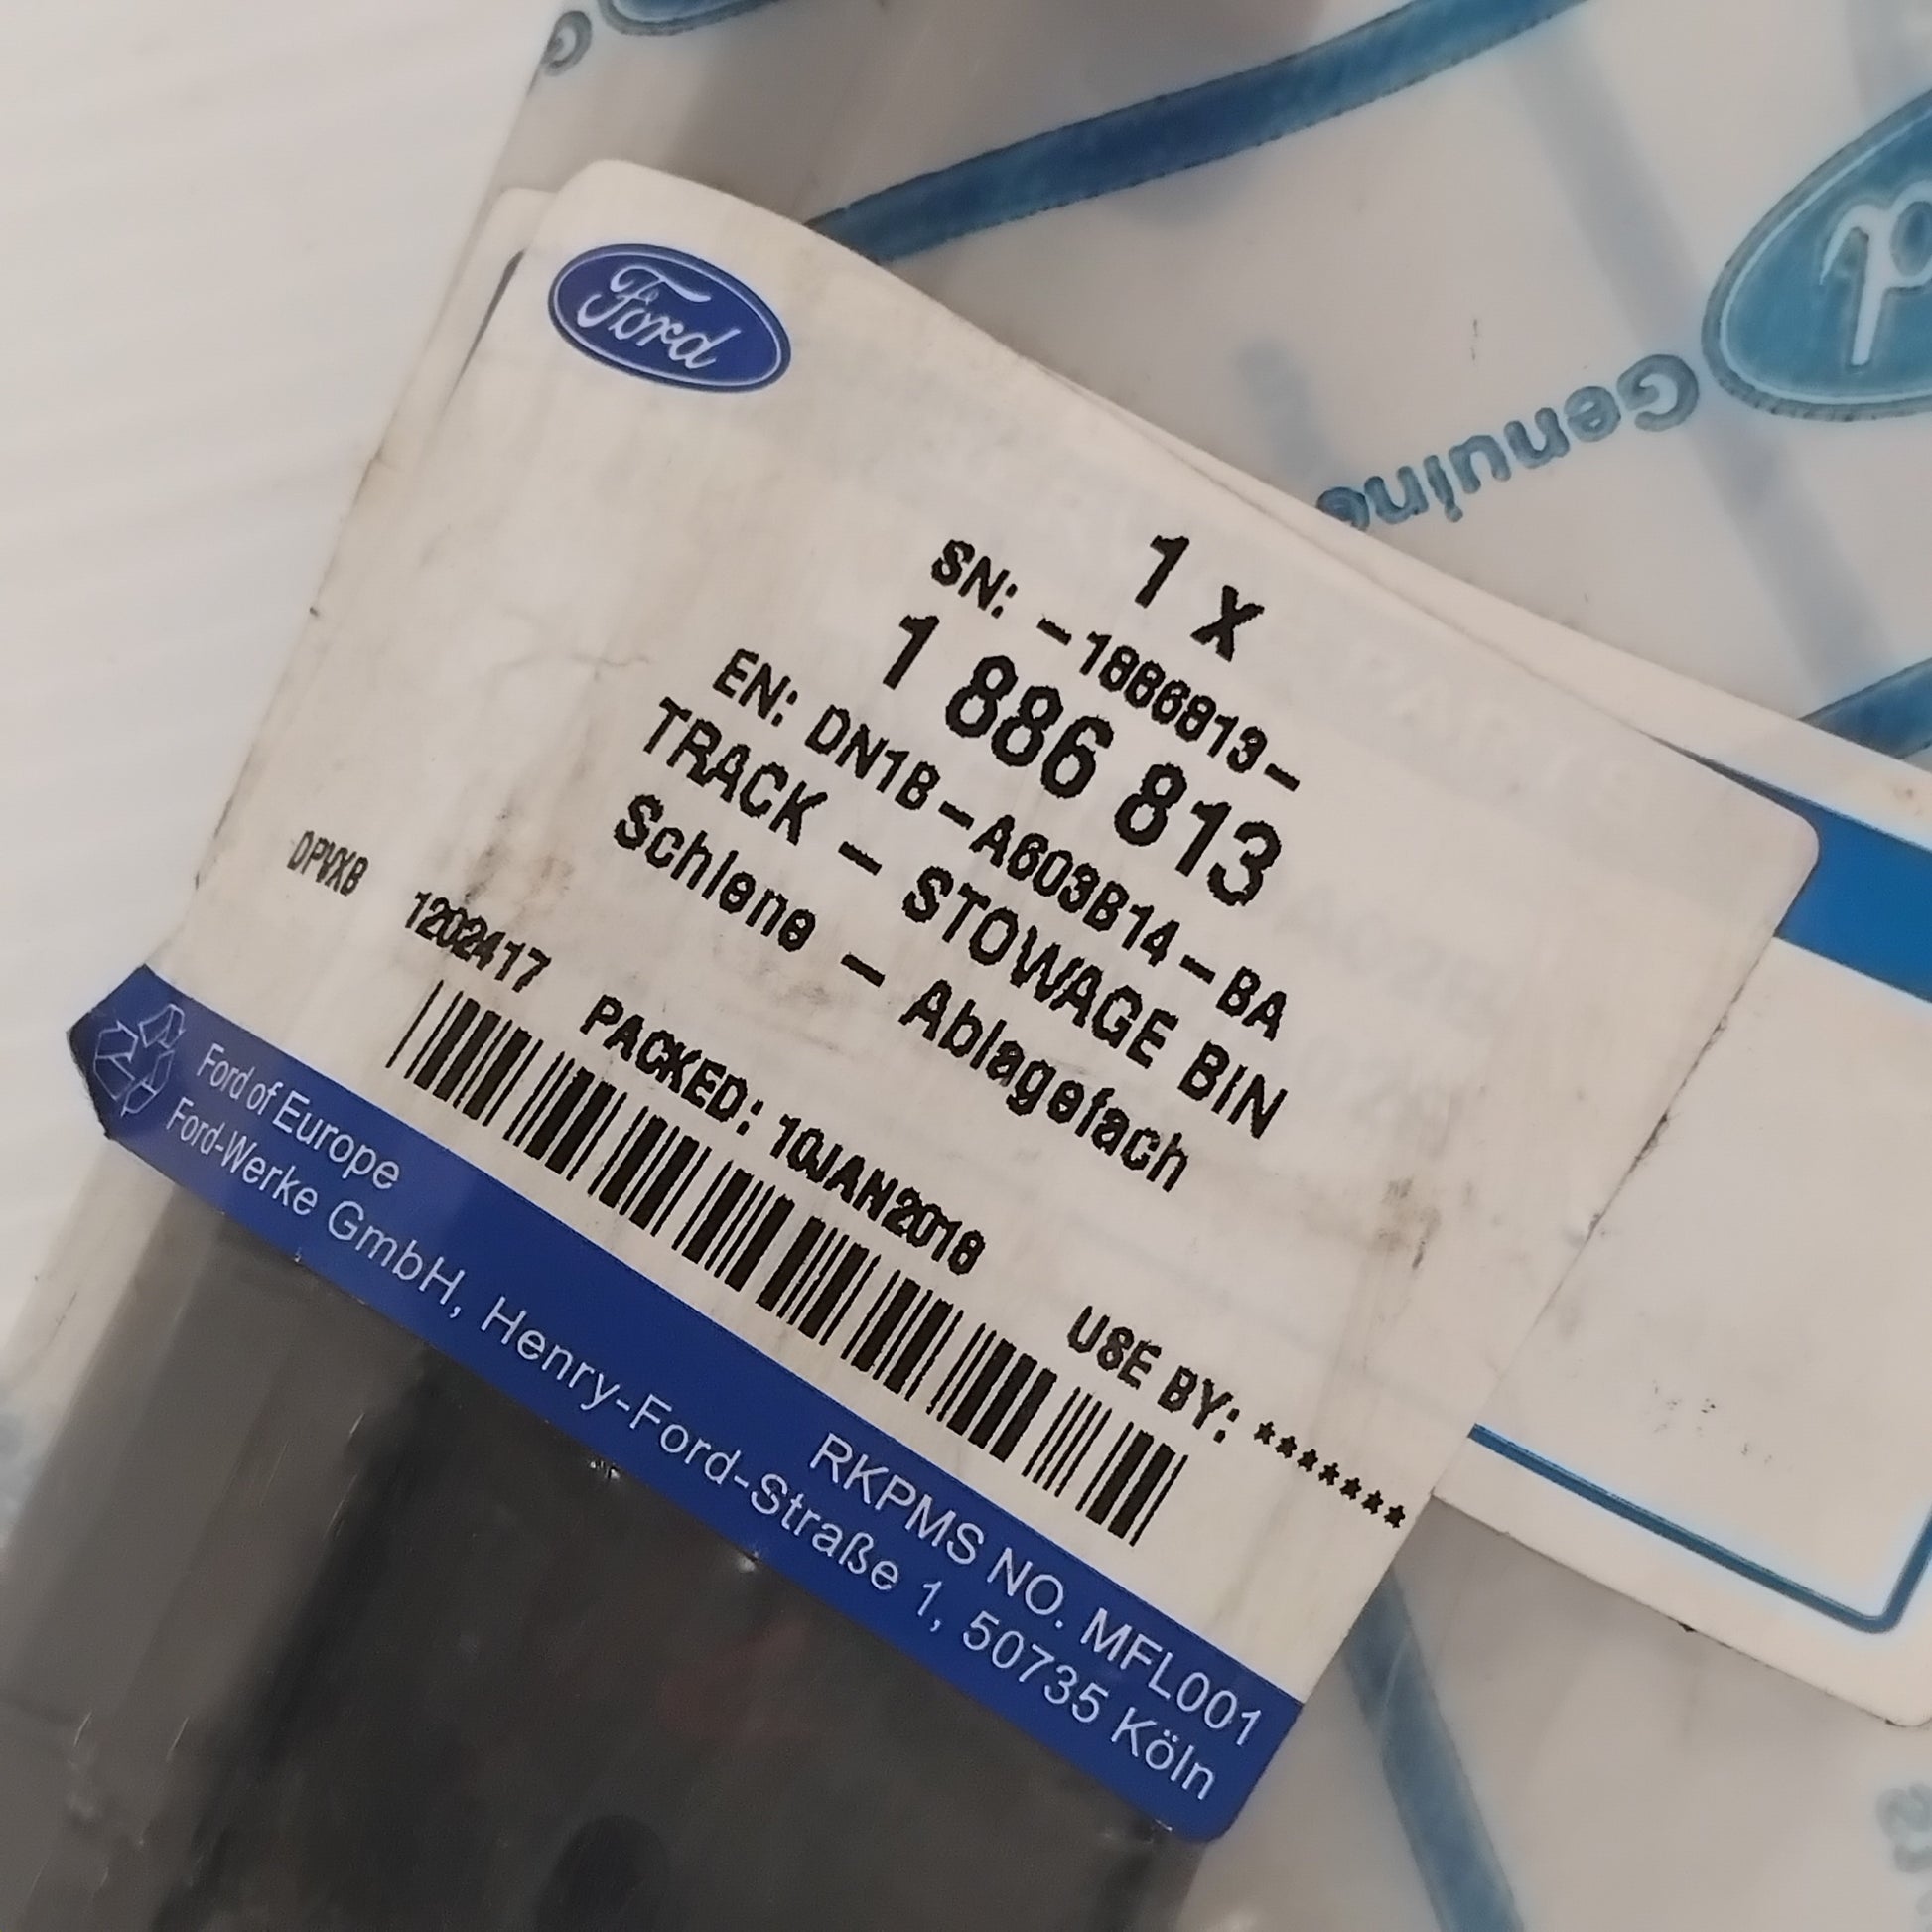 Ford
Genuine
1 x
SN: -1886813-
1 886 813
EN: DN1B-A603B14-BA
TRACK - STOWAGE BIN
Schiene - Ablagefach
DPVXB 1202417 PACKED: 10JAN2018 USE BY: *******
Ford of Europe RKPMS NO. MFL001
Ford-Werke GmbH, Henry-Ford-Straße 1, 50735 Köln